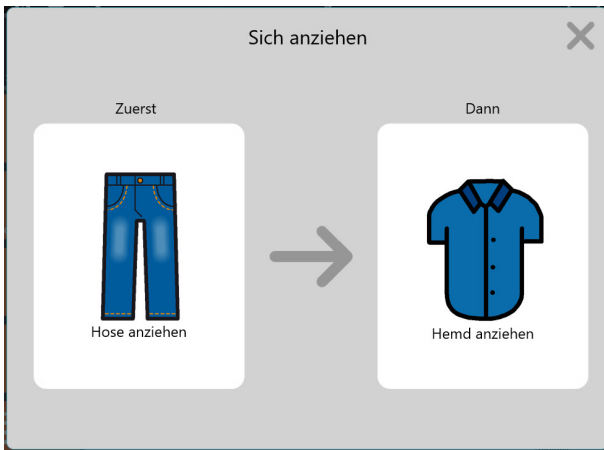 Sich anziehen
Zuerst
Dann
Hose anziehen
Hemd anziehen